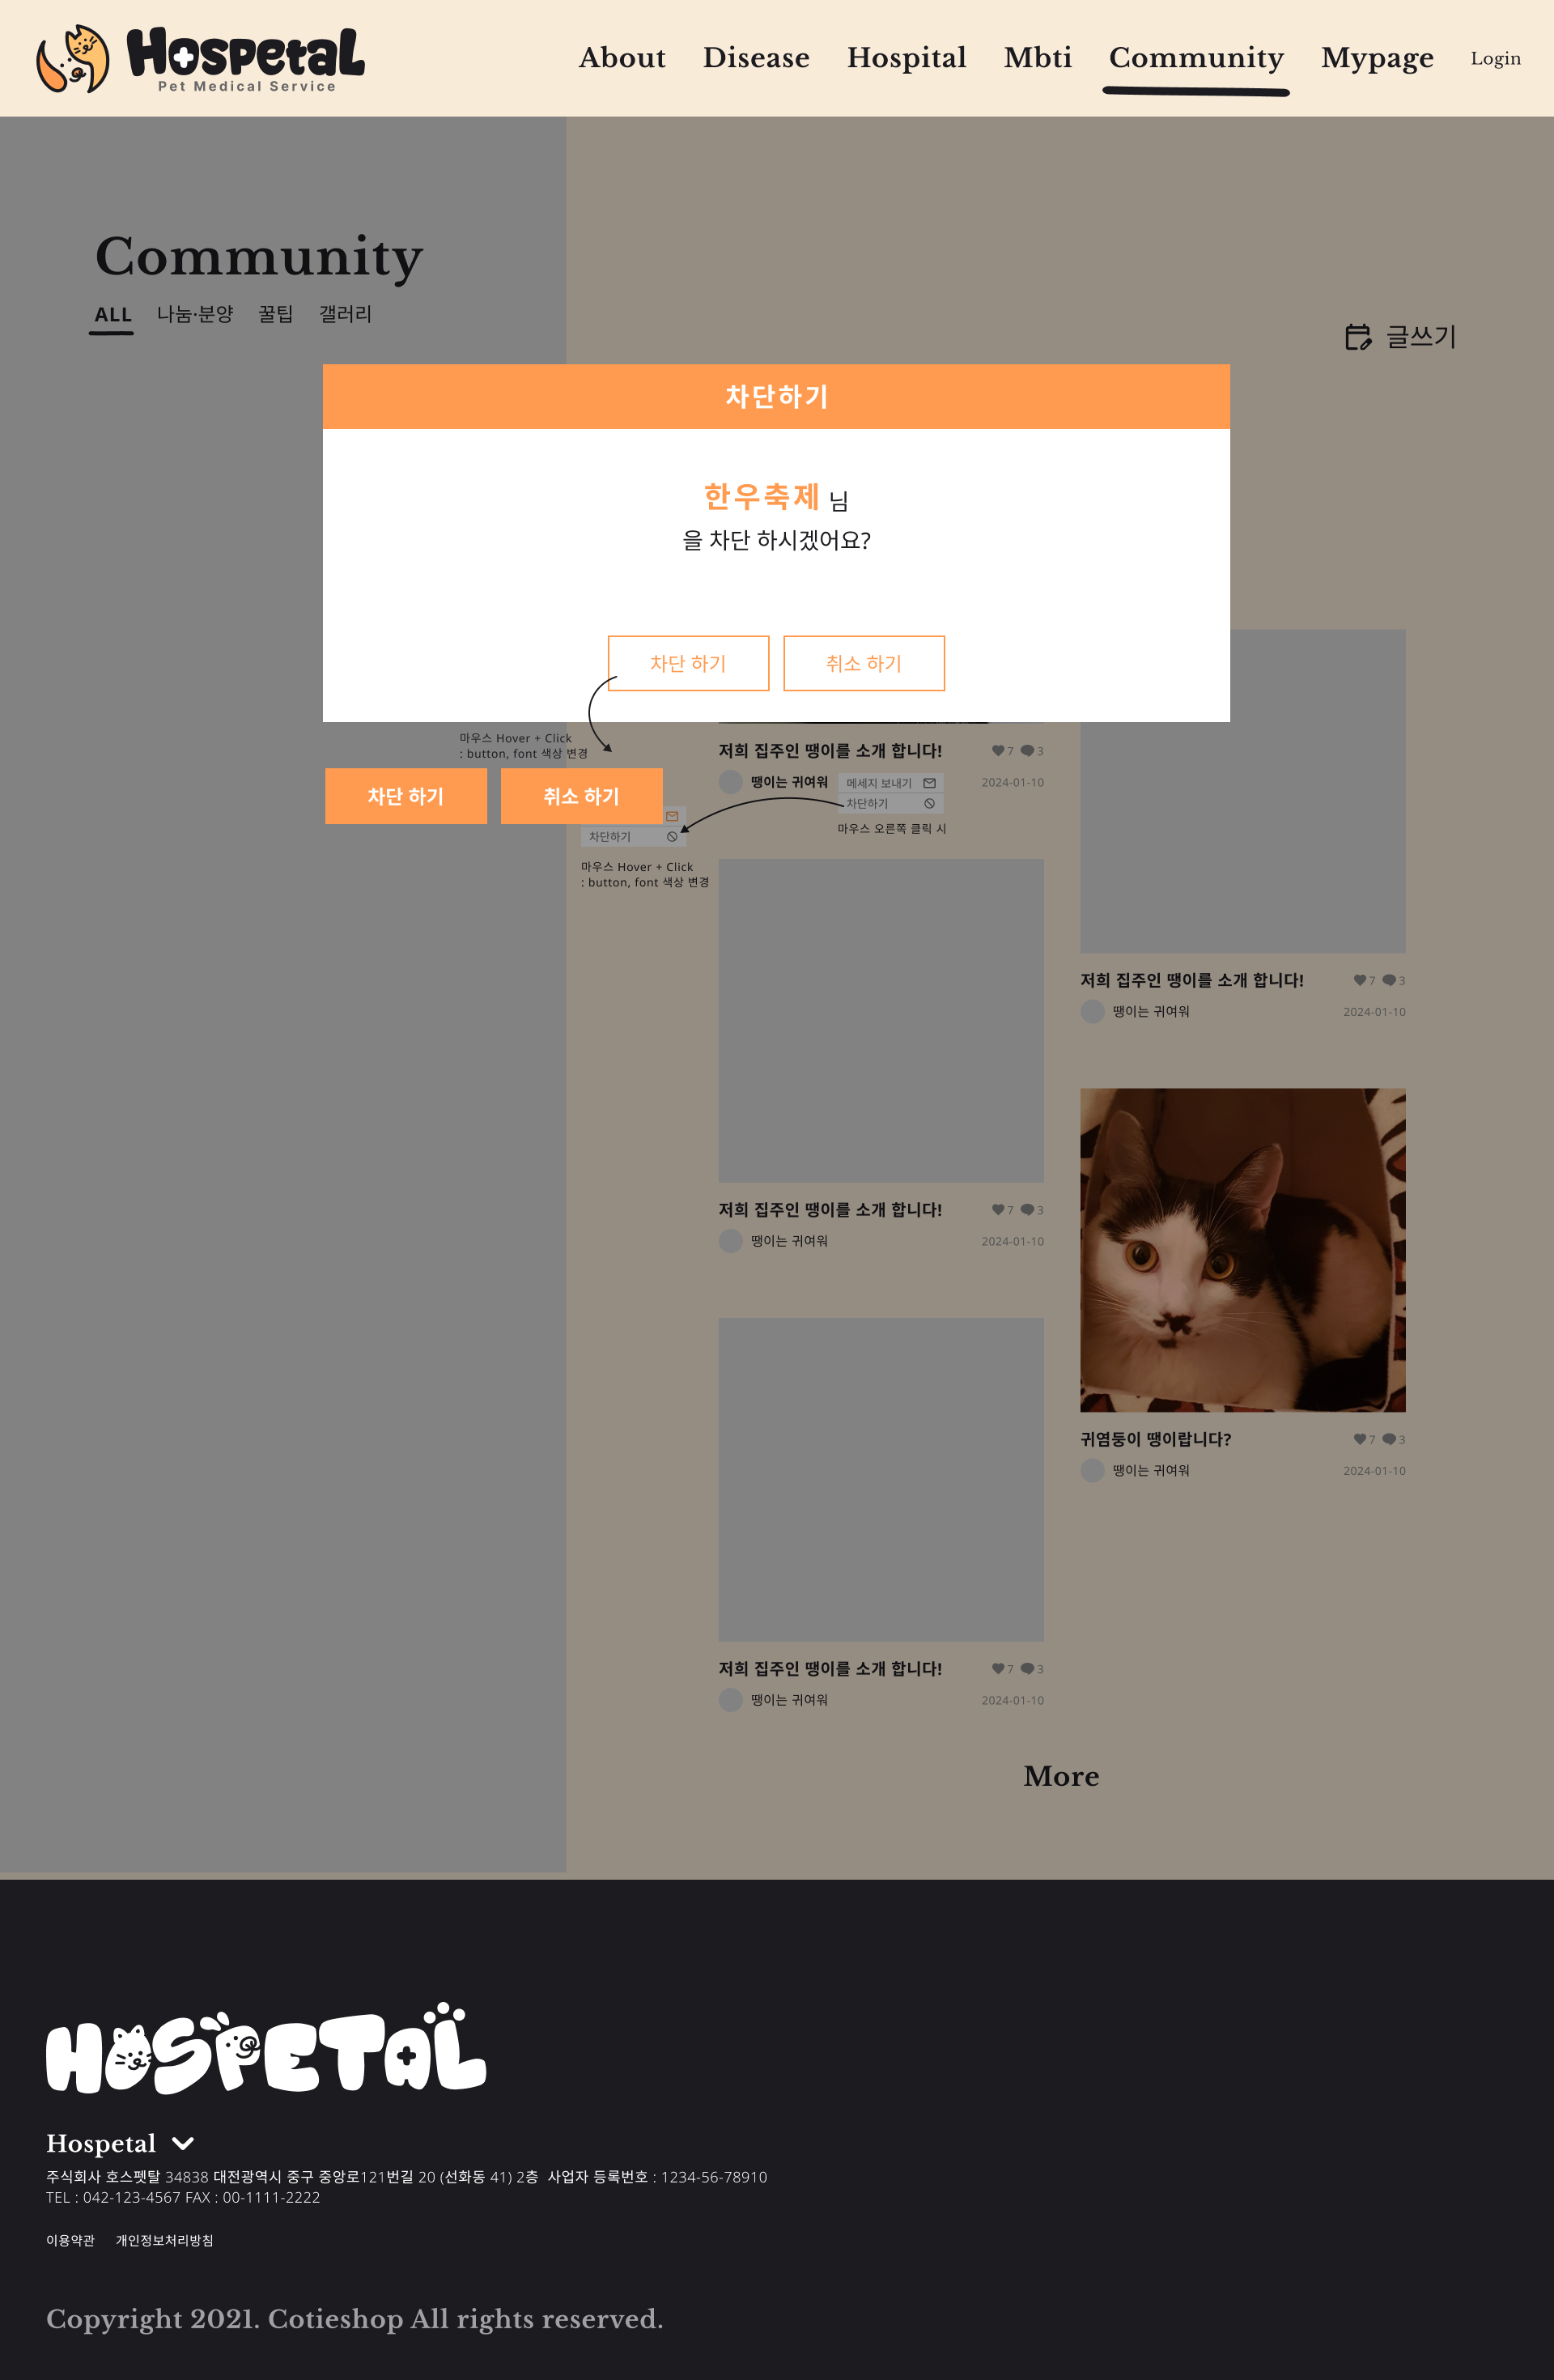 Hospetal
Pet Medical Service
About Disease Hospital Mbti Community Mypage Login
Community
ALL 나눔·분양 꿀팁 갤러리
글쓰기
차단하기
한우축제 님
을 차단 하시겠어요?
차단 하기 취소 하기
마우스 Hover + Click
: button, font 색상 변경
차단 하기 취소 하기
저희 집주인 땡이를 소개 합니다! 7 3
땡이는 귀여워 2024-01-10
메세지 보내기
차단하기
마우스 오른쪽 클릭 시
차단하기
마우스 Hover + Click
: button, font 색상 변경
저희 집주인 땡이를 소개 합니다! 7 3
땡이는 귀여워 2024-01-10
저희 집주인 땡이를 소개 합니다! 7 3
땡이는 귀여워 2024-01-10
귀염둥이 땡이랍니다? 7 3
땡이는 귀여워 2024-01-10
저희 집주인 땡이를 소개 합니다! 7 3
땡이는 귀여워 2024-01-10
More
HOSPETAL
Hospetal
주식회사 호스펫탈 34838 대전광역시 중구 중앙로121번길 20 (선화동 41) 2층 사업자 등록번호 : 1234-56-78910
TEL : 042-123-4567 FAX : 00-1111-2222
이용약관 개인정보처리방침
Copyright 2021. Cotieshop All rights reserved.